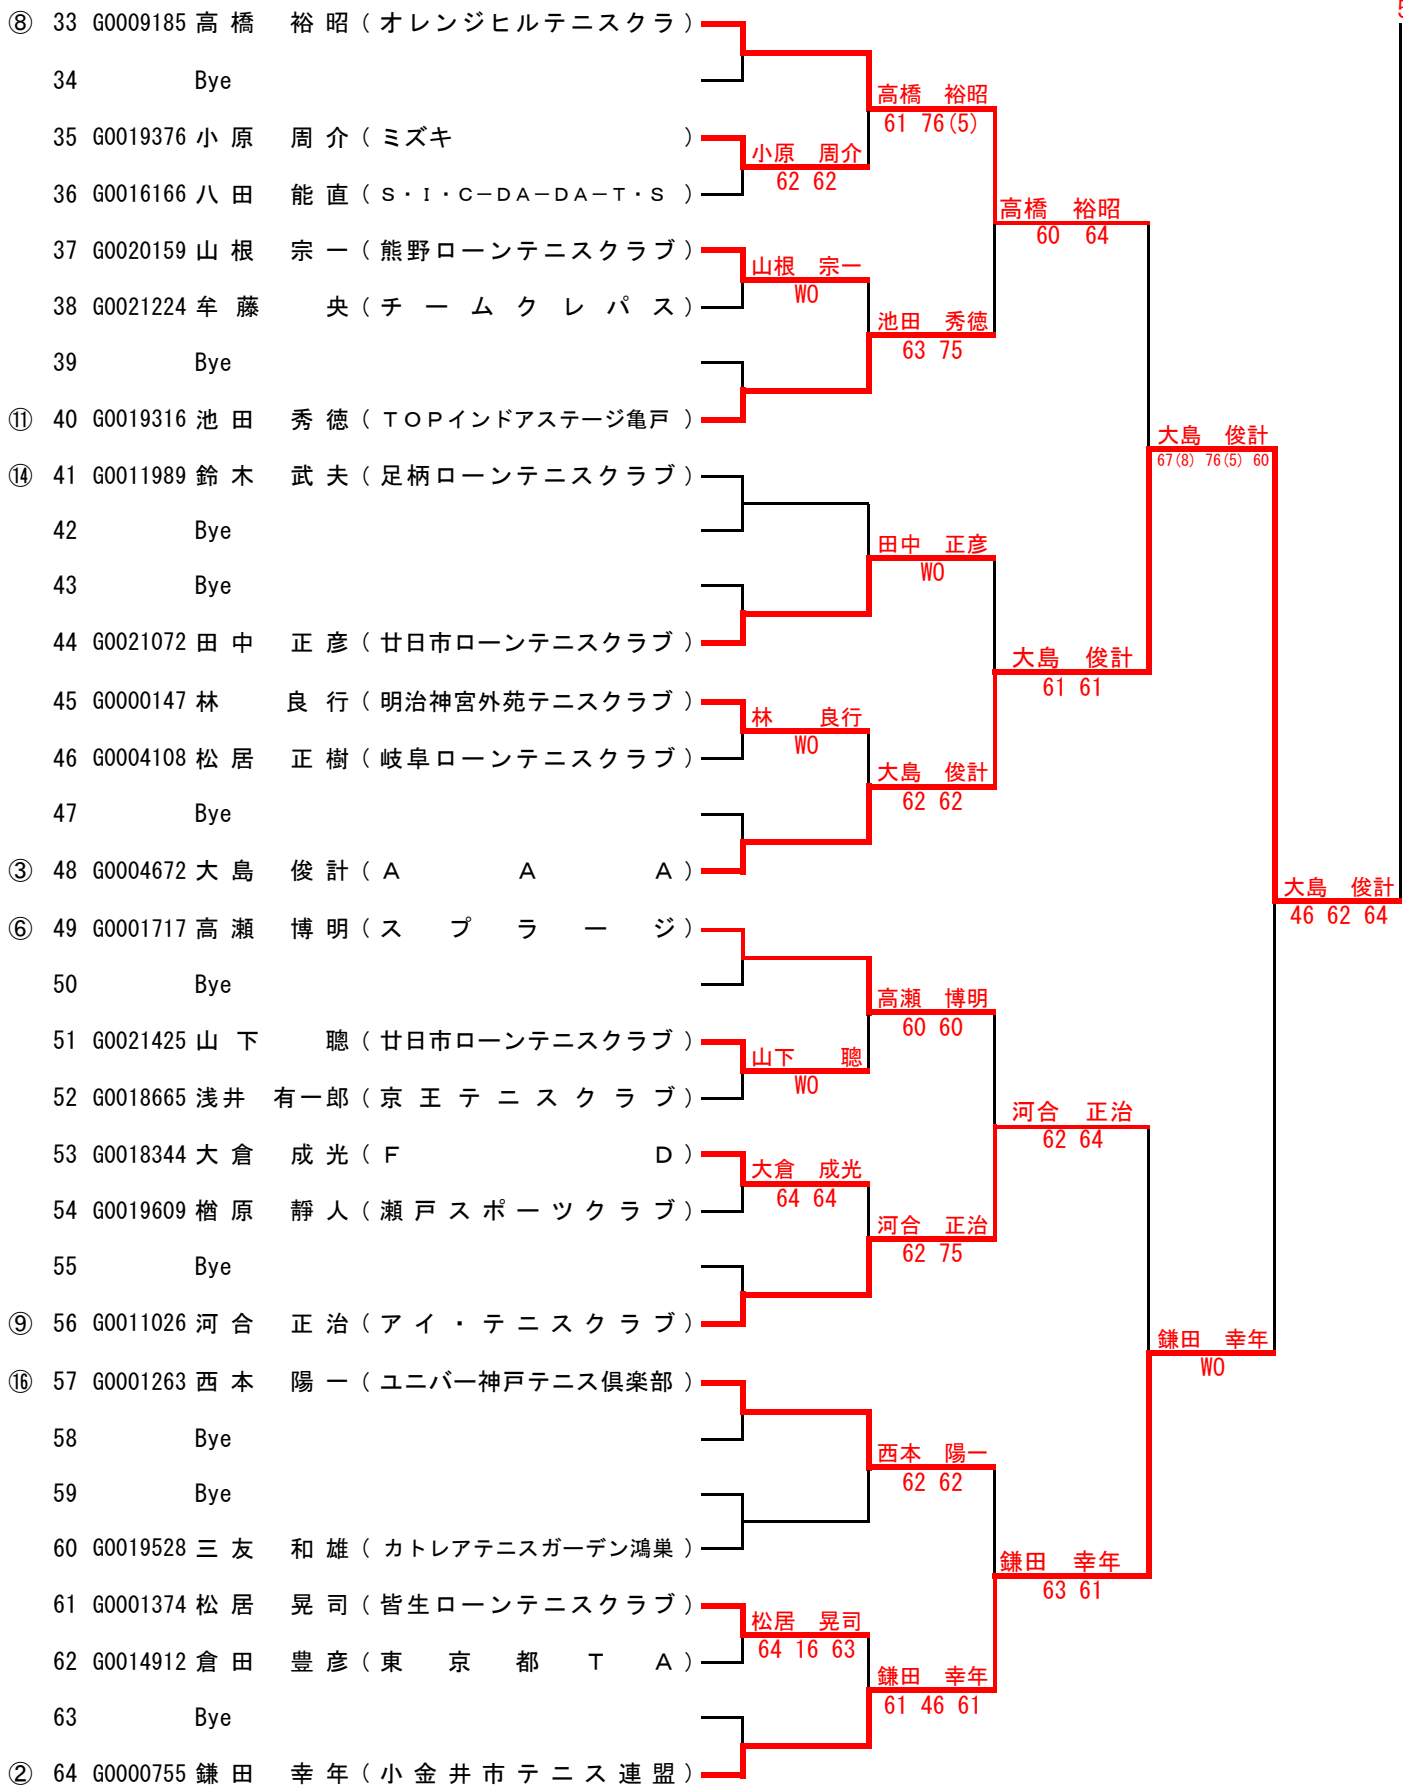 ⑧ 33 G0009185 高橋 裕昭 ( オレンジヒルテニスクラ )
34 Bye
高橋 裕昭
61 76(5)
35 G0019376 小原 周介 ( ミズキ )
小原 周介
62 62
36 G0016166 八田 能直 ( S・I・C−DA−DA−T・S )
高橋 裕昭
60 64
37 G0020159 山根 宗一 ( 熊野ローンテニスクラブ )
山根 宗一
WO
38 G0021224 牟藤 央 ( チームクレパス )
池田 秀徳
63 75
39 Bye
⑪ 40 G0019316 池田 秀徳 ( TOPインドアステージ亀戸 )
大島 俊計
67(8) 76(5) 60
⑭ 41 G0011989 鈴木 武夫 ( 足柄ローンテニスクラブ )
42 Bye
田中 正彦
WO
43 Bye
44 G0021072 田中 正彦 ( 廿日市ローンテニスクラブ )
大島 俊計
61 61
45 G0000147 林 良行 ( 明治神宮外苑テニスクラブ )
林 良行
WO
46 G0004108 松居 正樹 ( 岐阜ローンテニスクラブ )
大島 俊計
62 62
47 Bye
③ 48 G0004672 大島 俊計 ( A A A )
大島 俊計
46 62 64
⑥ 49 G0001717 高瀬 博明 ( スプラージ )
50 Bye
高瀬 博明
60 60
51 G0021425 山下 聰 ( 廿日市ローンテニスクラブ )
山下 聰
WO
52 G0018665 浅井 有一郎 ( 京王テニスクラブ )
河合 正治
62 64
53 G0018344 大倉 成光 ( F D )
大倉 成光
64 64
54 G0019609 楢原 靜人 ( 瀬戸スポーツクラブ )
河合 正治
62 75
55 Bye
⑨ 56 G0011026 河合 正治 ( アイ・テニスクラブ )
鎌田 幸年
WO
⑯ 57 G0001263 西本 陽一 ( ユニバー神戸テニス倶楽部 )
58 Bye
西本 陽一
62 62
59 Bye
60 G0019528 三友 和雄 ( カトレアテニスガーデン鴻巣 )
鎌田 幸年
63 61
61 G0001374 松居 晃司 ( 皆生ローンテニスクラブ )
松居 晃司
64 16 63
62 G0014912 倉田 豊彦 ( 東京都TA )
鎌田 幸年
61 46 61
63 Bye
② 64 G0000755 鎌田 幸年 ( 小金井市テニス連盟 )